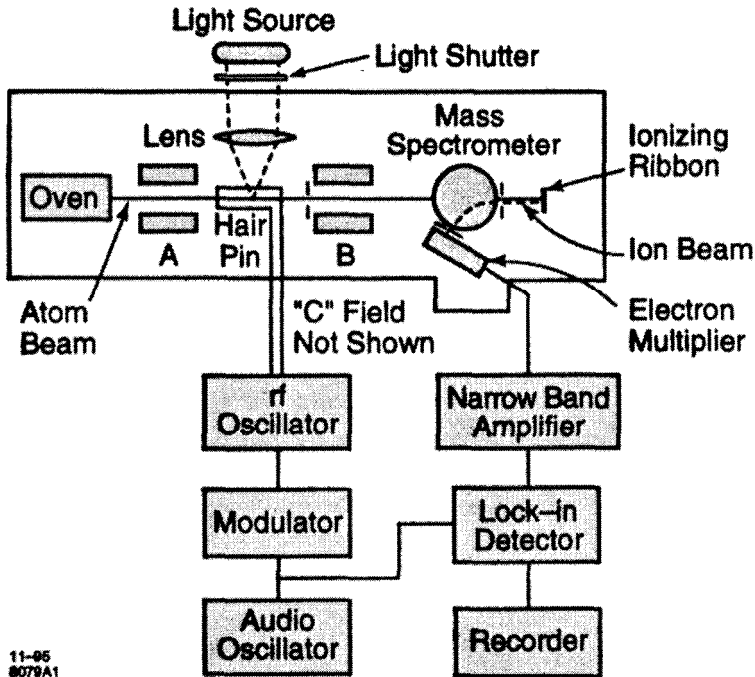 Light Source
Light Shutter
Lens
Mass
Spectrometer
Ionizing
Ribbon
Oven
Hair
Pin
A
B
Ion Beam
Atom
Beam
"C" Field
Not Shown
Electron
Multiplier
rf
Oscillator
Narrow Band
Amplifier
Modulator
Lock-in
Detector
Audio
Oscillator
Recorder
11-95
8079A1